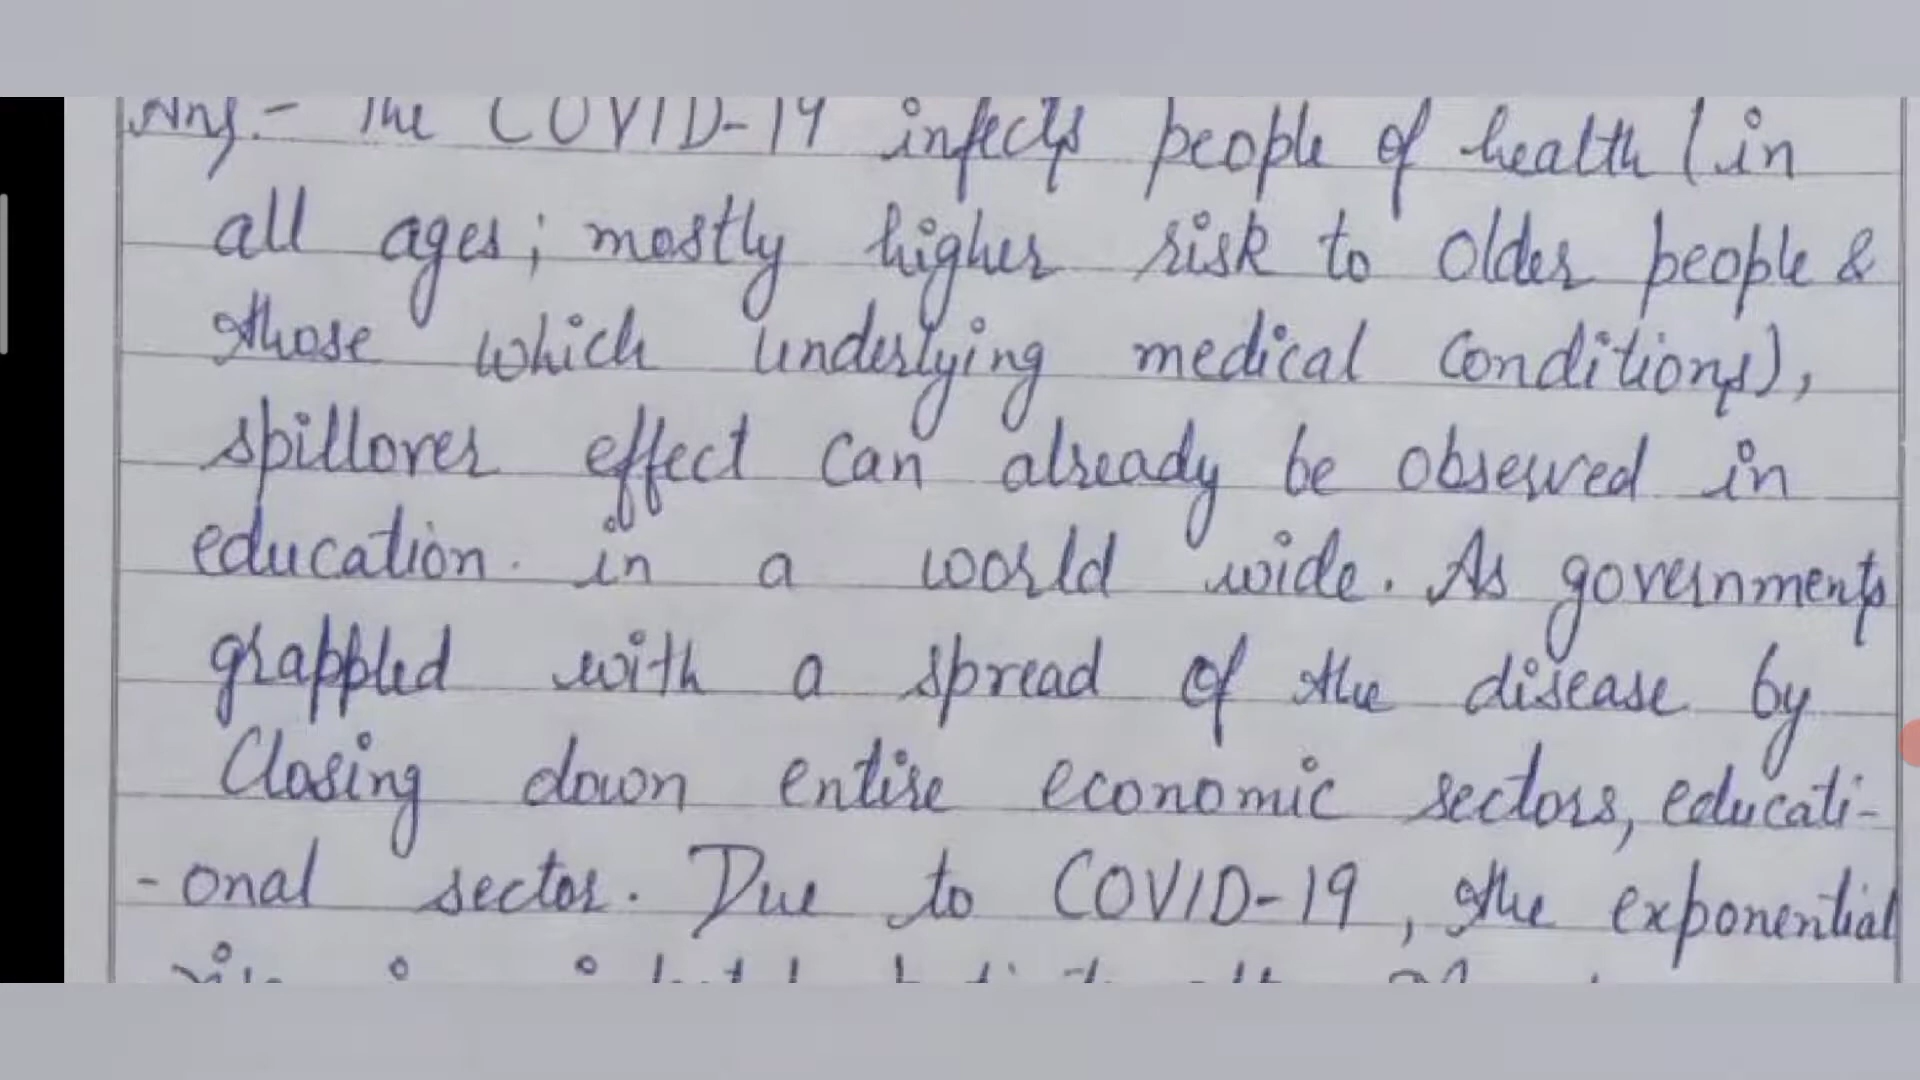 Ans.- The COVID-19 infects people of health (in
all ages; mostly higher risk to older people &
those which underlying medical conditions),
spillover effect can already be observed in
education. in a world wide. As governments
grappled with a spread of the disease by
Closing down entire economic sectors, educati-
-onal sector. Due to COVID-19, the exponential